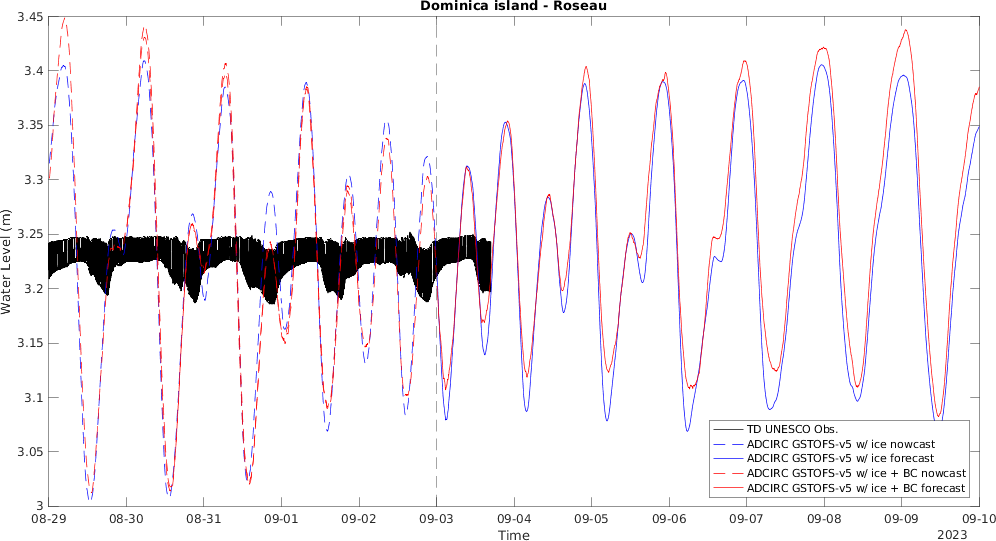 Dominica island - Roseau
Water Level (m)
3.45
3.4
3.35
3.3
3.25
3.2
3.15
3.1
3.05
3
TD UNESCO Obs.
ADCIRC GSTOFS-v5 w/ ice nowcast
ADCIRC GSTOFS-v5 w/ ice forecast
ADCIRC GSTOFS-v5 w/ ice + BC nowcast
ADCIRC GSTOFS-v5 w/ ice + BC forecast
08-29 08-30 08-31 09-01 09-02 09-03 09-04 09-05 09-06 09-07 09-08 09-09 09-10
Time
2023